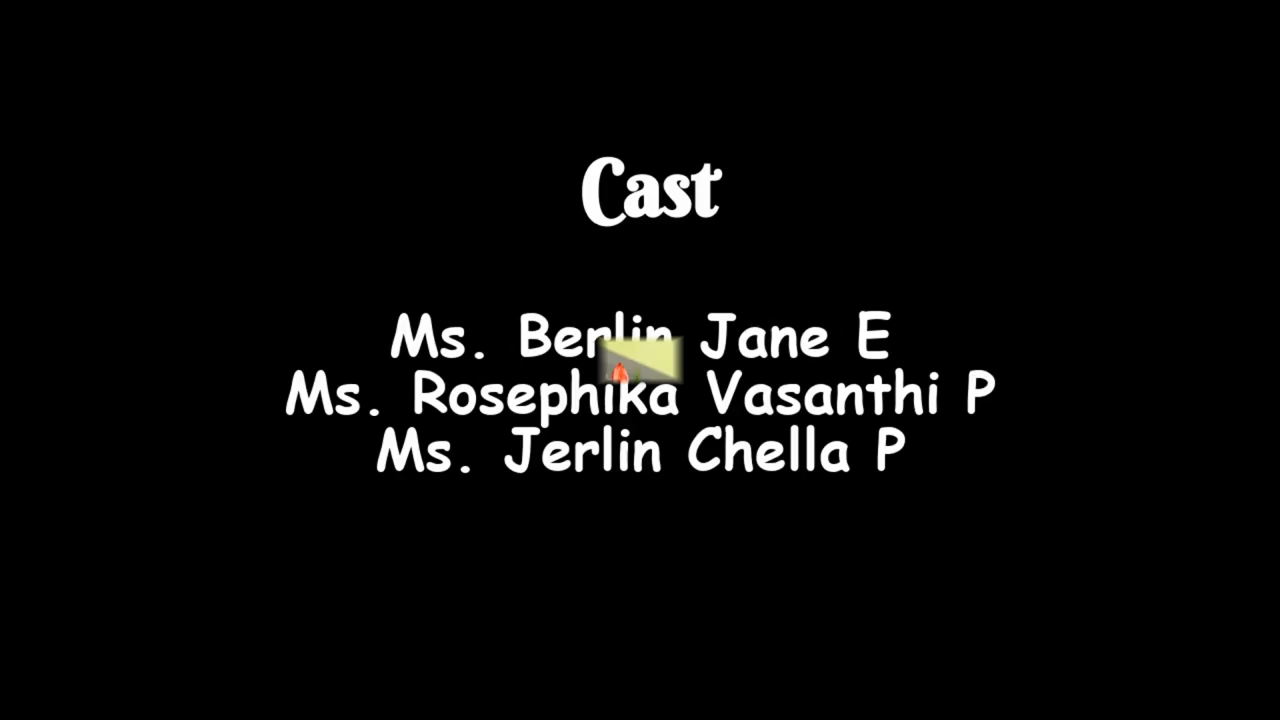 Cast
Ms. Berlin Jane E
Ms. Rosephika Vasanthi P
Ms. Jerlin Chella P